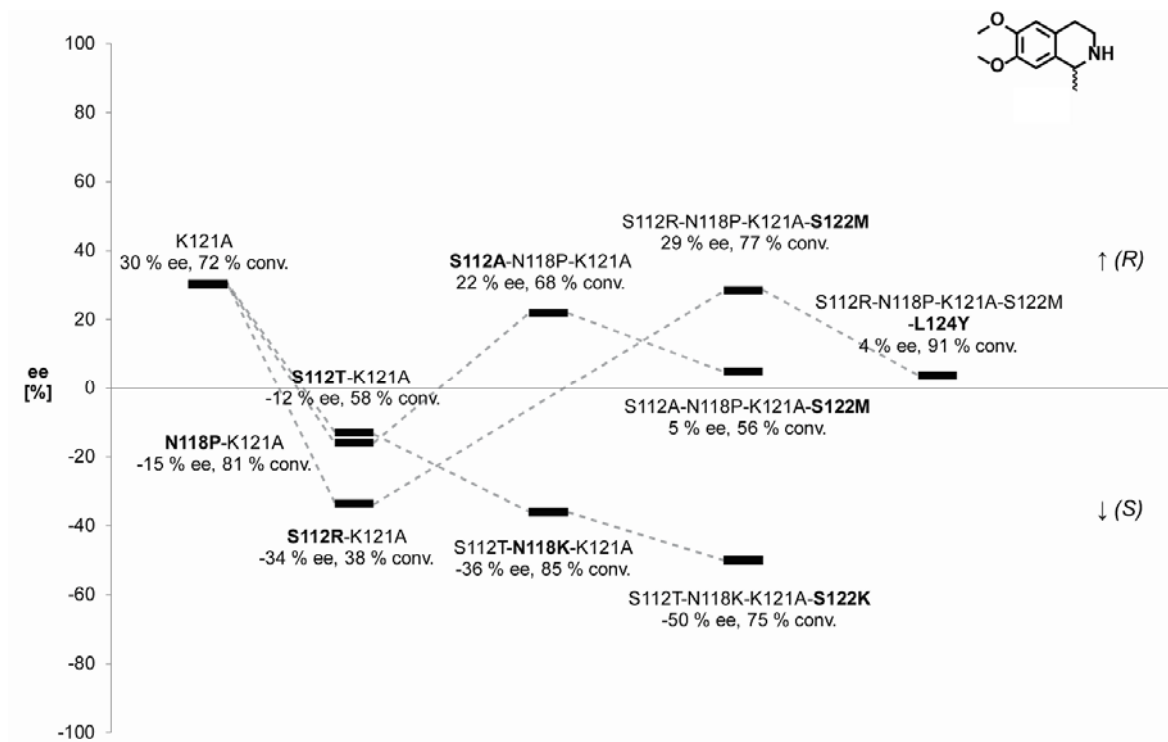 100
80
60
40
20
0
-20
-40
-60
-80
-100
ee
[%]
K121A
30 % ee, 72 % conv.
S112T-K121A
-12 % ee, 58 % conv.
N118P-K121A
-15 % ee, 81 % conv.
S112R-K121A
-34 % ee, 38 % conv.
S112A-N118P-K121A
22 % ee, 68 % conv.
S112T-N118K-K121A
-36 % ee, 85 % conv.
S112R-N118P-K121A-S122M
29 % ee, 77 % conv.
S112A-N118P-K121A-S122M
5 % ee, 56 % conv.
S112T-N118K-K121A-S122K
-50 % ee, 75 % conv.
S112R-N118P-K121A-S122M
-L124Y
4 % ee, 91 % conv.
↑ (R)
↓ (S)
O
O
NH